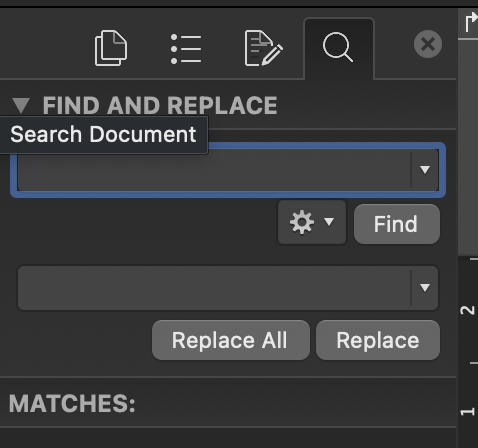 FIND AND REPLACE
Search Document
Find
Replace All
Replace
MATCHES:
2
1